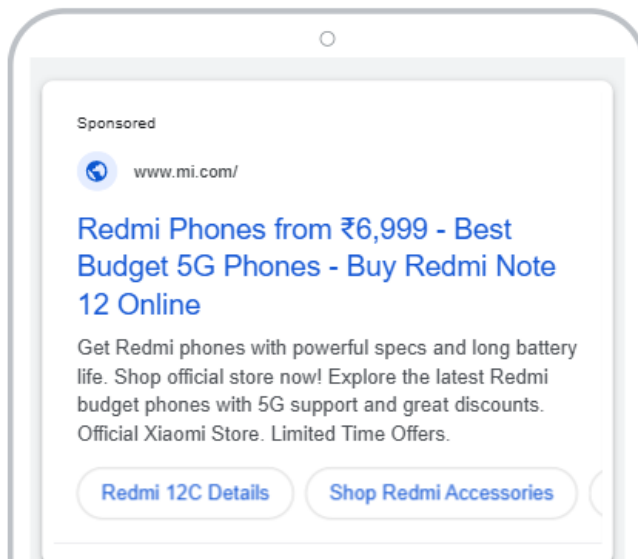 Sponsored
www.mi.com/
Redmi Phones from ₹6,999 - Best
Budget 5G Phones - Buy Redmi Note
12 Online
Get Redmi phones with powerful specs and long battery
life. Shop official store now! Explore the latest Redmi
budget phones with 5G support and great discounts.
Official Xiaomi Store. Limited Time Offers.
Redmi 12C Details
Shop Redmi Accessories